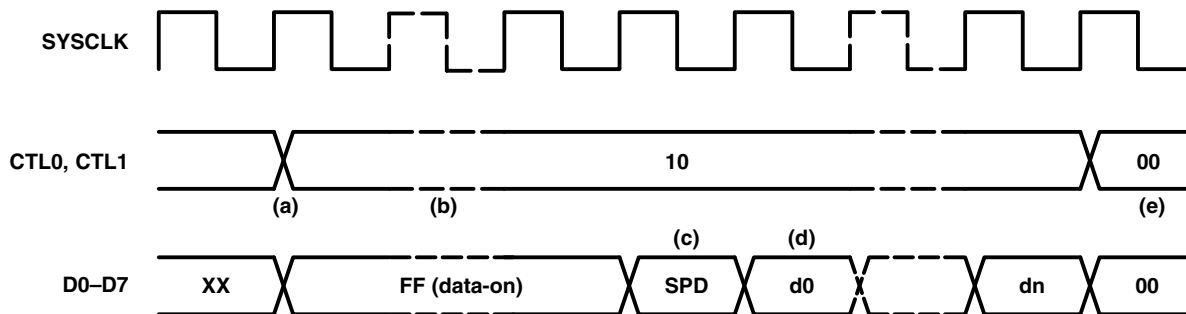 SYSCLK
CTL0, CTL1
10
00
(a)
(b)
(e)
(c)
(d)
D0–D7
XX
FF (data-on)
SPD
d0
dn
00